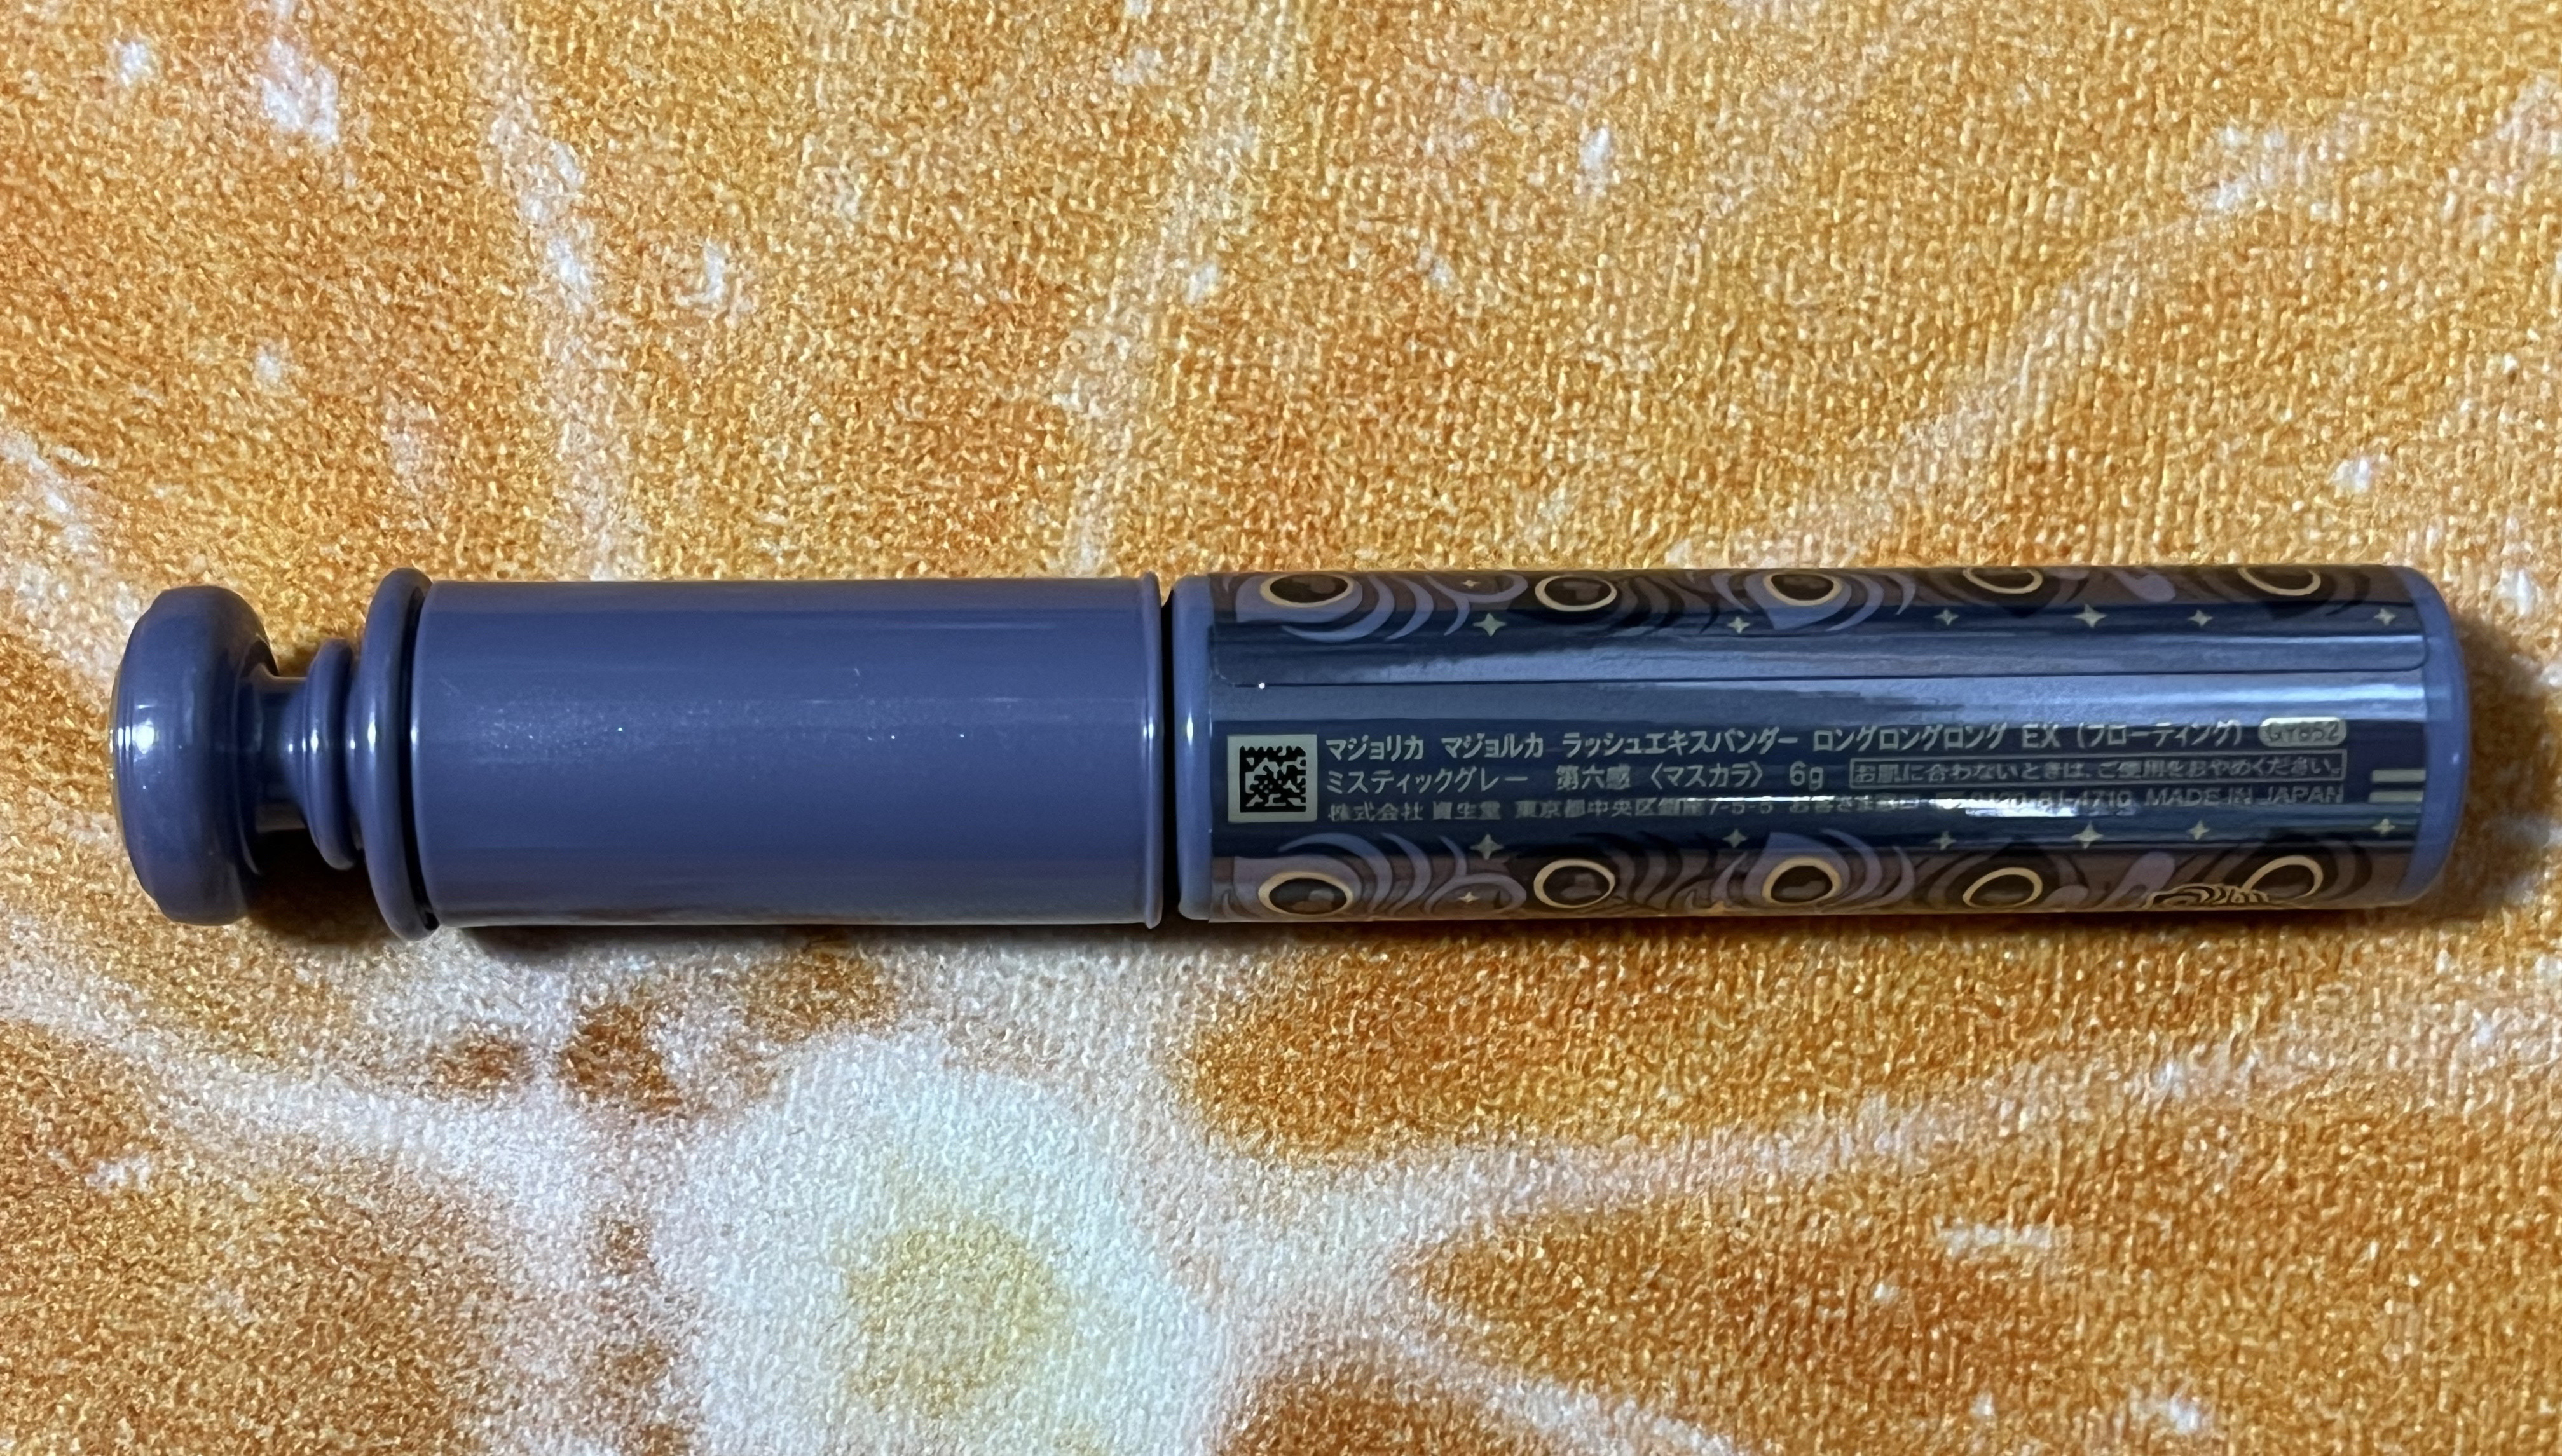 マジョリカ マジョルカ ラッシュエキスパンダー ロングロングロング EX (フローティング) GY852
ミスティックグレー 第六感 〈マスカラ〉 6g お肌に合わないときは、ご使用をおやめください。
株式会社 資生堂 東京都中央区銀座7-5-5 MADE IN JAPAN